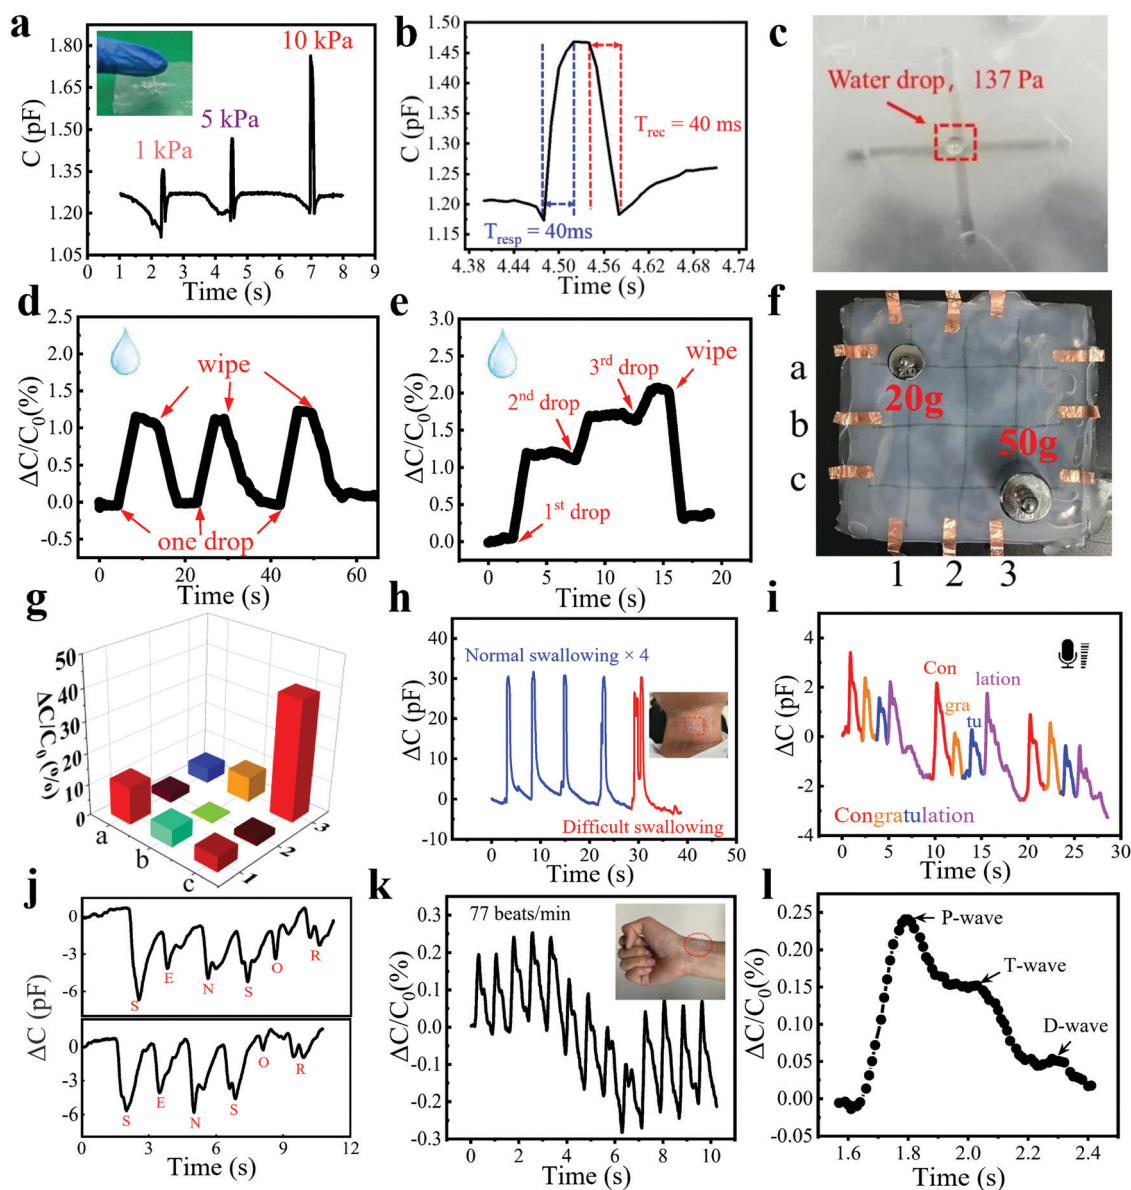 a
1.80
1.65
1.50
1.35
1.20
1.05
C (pF)
10 kPa
5 kPa
1 kPa
0 1 2 3 4 5 6 7 8 9
Time (s)
b
1.50
1.45
1.40
1.35
1.30
1.25
1.20
1.15
C (pF)
Trec = 40 ms
Tresp = 40ms
4.38 4.44 4.50 4.56 4.62 4.68 4.74
Time (s)
c
Water drop, 137 Pa
d
2.5
2.0
1.5
1.0
0.5
0.0
-0.5
ΔC/C0(%)
wipe
one drop
0 20 40 60
Time (s)
e
3.0
2.5
2.0
1.5
1.0
0.5
0.0
ΔC/C0(%)
3rd drop
wipe
2nd drop
1st drop
0 5 10 15 20
Time (s)
f
a
b
c
20g
50g
1 2 3
g
50
40
30
20
10
0
ΔC/C0(%)
a
b
c
1
2
3
h
40
30
20
10
0
-10
ΔC (pF)
Normal swallowing × 4
Difficult swallowing
0 10 20 30 40 50
Time (s)
i
4
2
0
-2
-4
ΔC (pF)
Con
gra
tu
lation
Congratulation
0 5 10 15 20 25 30
Time (s)
j
0
-3
-6
S E N S O R
0
-3
-6
S E N S O R
ΔC (pF)
0 3 6 9 12
Time (s)
k
0.3
0.2
0.1
0.0
-0.1
-0.2
-0.3
ΔC/C0(%)
77 beats/min
0 2 4 6 8 10
Time (s)
l
0.25
0.20
0.15
0.10
0.05
0.00
-0.05
ΔC/C0(%)
P-wave
T-wave
D-wave
1.6 1.8 2.0 2.2 2.4
Time (s)